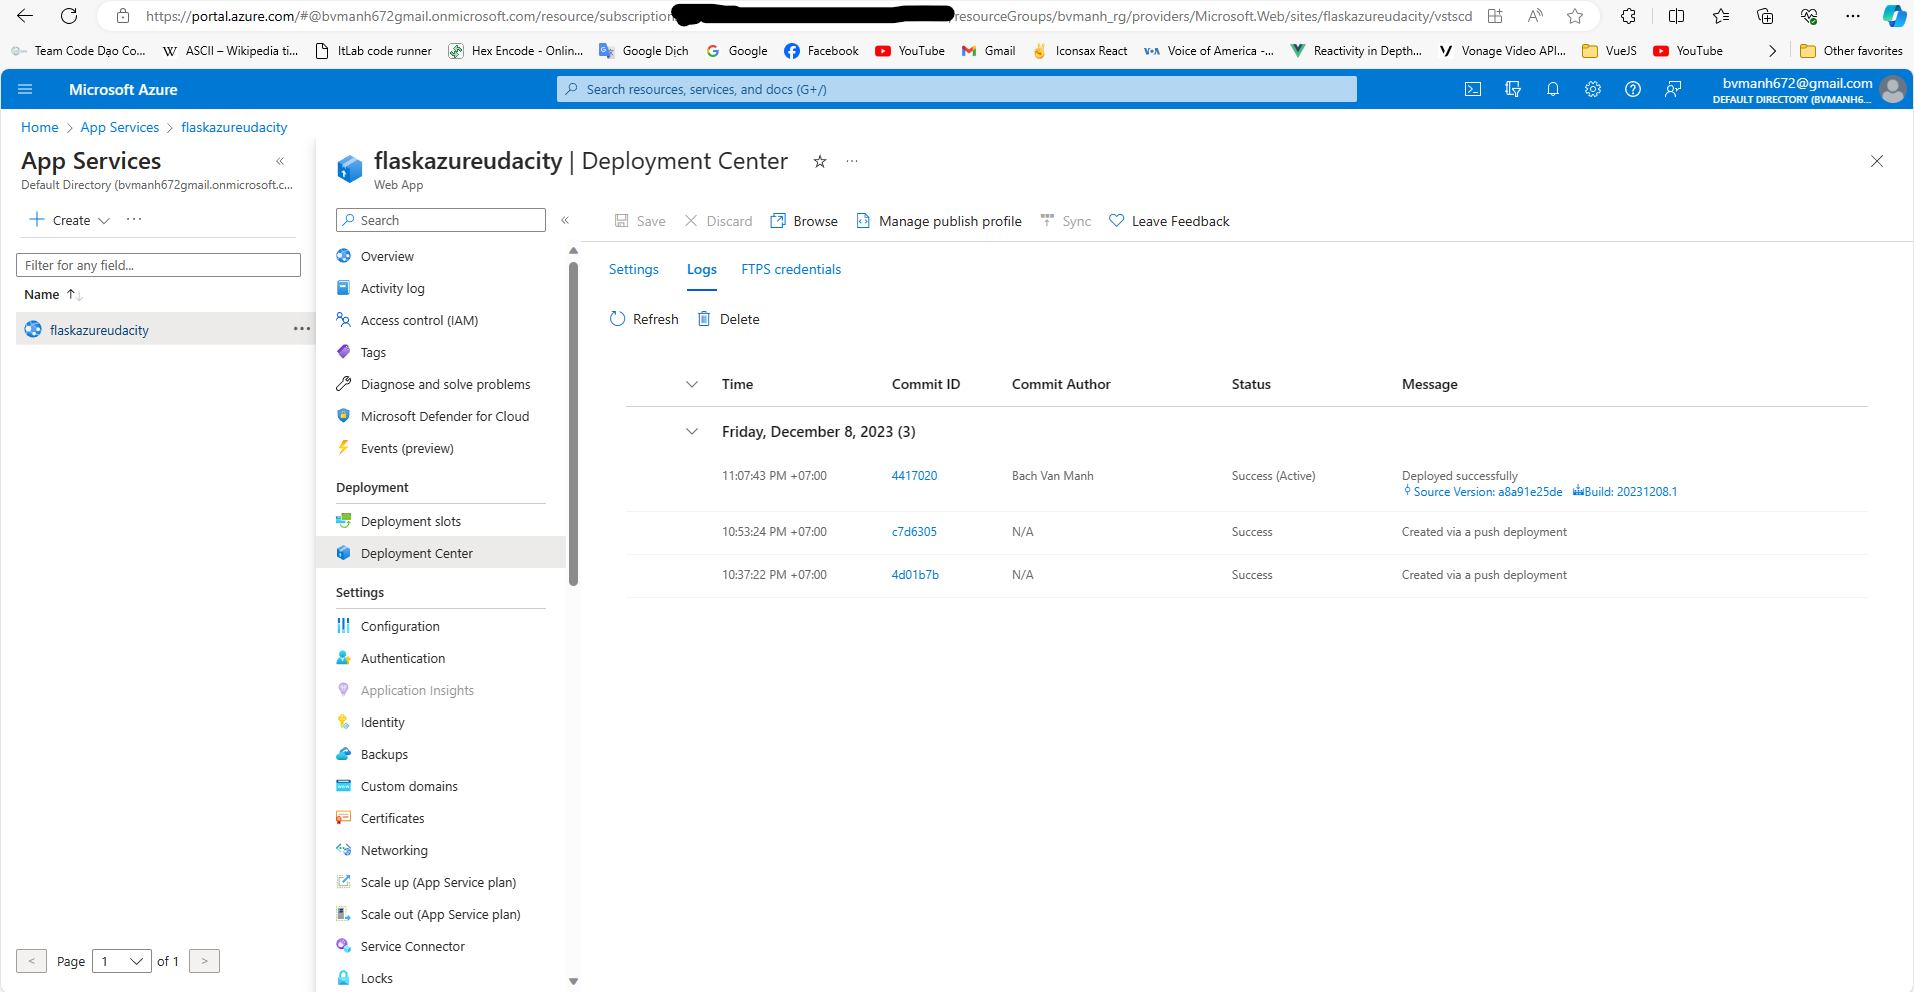 https://portal.azure.com/#@bvmanh672gmail.onmicrosoft.com/resource/subscription resourceGroups/bvmanh_rg/providers/Microsoft.Web/sites/flaskazureudacity/vstscd
Team Code Dạo Co... ASCII – Wikipedia ti... ItLab code runner Hex Encode - Onlin... Google Dịch Google Facebook YouTube Gmail Iconsax React Voice of America -... Reactivity in Depth... Vonage Video API... VueJS YouTube Other favorites
Microsoft Azure
Search resources, services, and docs (G+/)
bvmanh672@gmail.com
DEFAULT DIRECTORY (BVMANH6...
Home > App Services > flaskazureudacity
App Services
Default Directory (bvmanh672gmail.onmicrosoft.c...
+ Create ...
Filter for any field...
Name
flaskazureudacity ...
< Page 1 of 1 >
flaskazureudacity | Deployment Center
Web App
Search
Overview
Activity log
Access control (IAM)
Tags
Diagnose and solve problems
Microsoft Defender for Cloud
Events (preview)
Deployment
Deployment slots
Deployment Center
Settings
Configuration
Authentication
Application Insights
Identity
Backups
Custom domains
Certificates
Networking
Scale up (App Service plan)
Scale out (App Service plan)
Service Connector
Locks
Save Discard Browse Manage publish profile Sync Leave Feedback
Settings Logs FTPS credentials
Refresh Delete
Time Commit ID Commit Author Status Message
Friday, December 8, 2023 (3)
11:07:43 PM +07:00 4417020 Bach Van Manh Success (Active) Deployed successfully
Source Version: a8a91e25de Build: 20231208.1
10:53:24 PM +07:00 c7d6305 N/A Success Created via a push deployment
10:37:22 PM +07:00 4d01b7b N/A Success Created via a push deployment